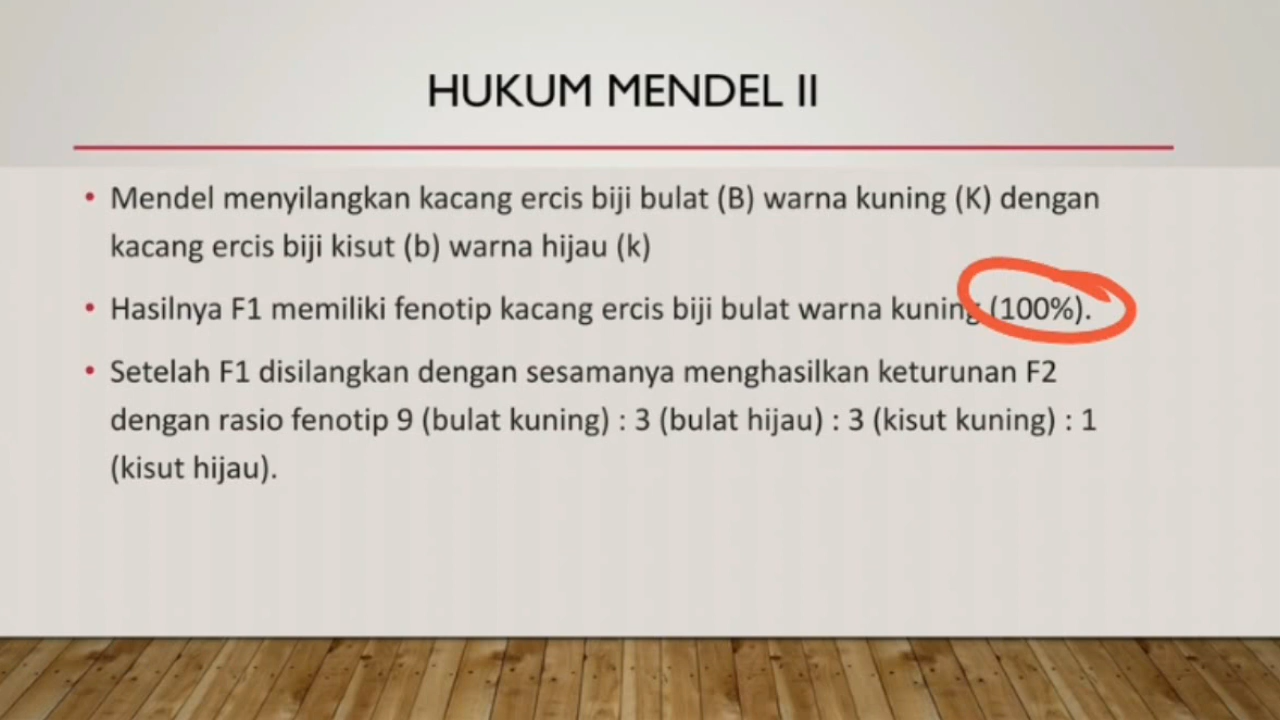 HUKUM MENDEL II
• Mendel menyilangkan kacang ercis biji bulat (B) warna kuning (K) dengan
kacang ercis biji kisut (b) warna hijau (k)
• Hasilnya F1 memiliki fenotip kacang ercis biji bulat warna kuning (100%).
• Setelah F1 disilangkan dengan sesamanya menghasilkan keturunan F2
dengan rasio fenotip 9 (bulat kuning) : 3 (bulat hijau) : 3 (kisut kuning) : 1
(kisut hijau).